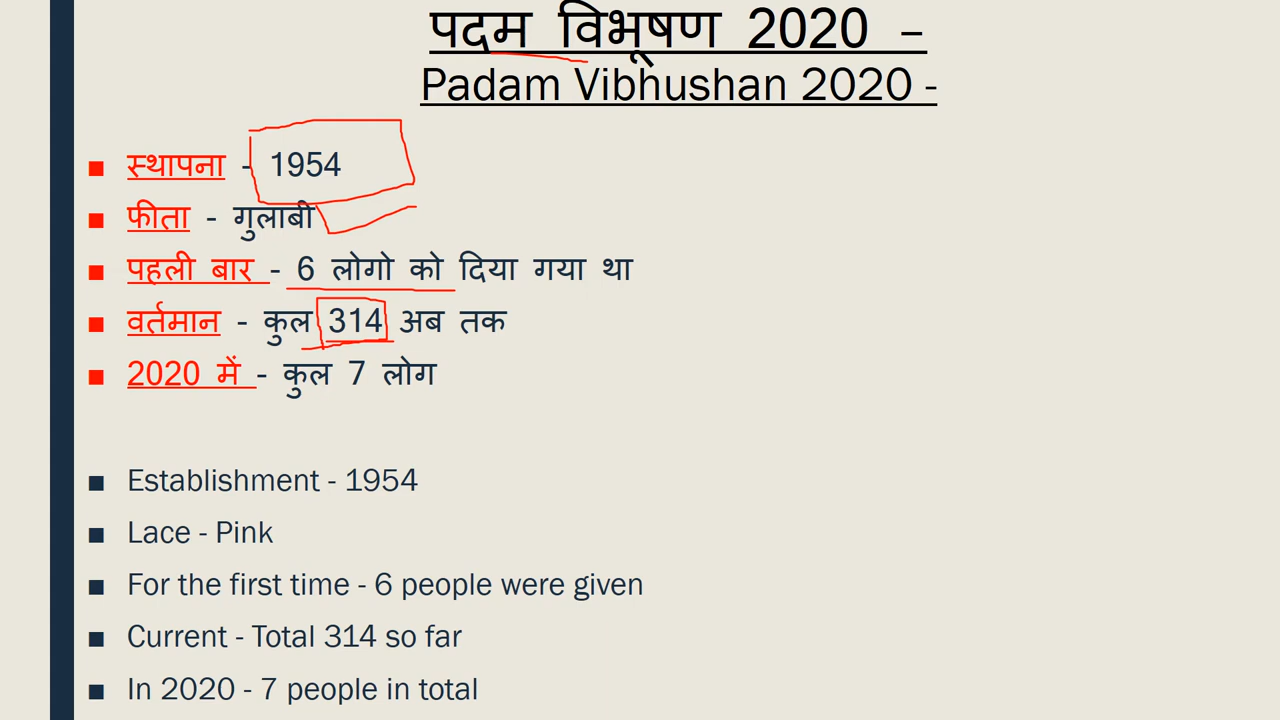 पदम विभूषण 2020 –
Padam Vibhushan 2020 -
■ स्थापना - 1954
■ फीता - गुलाबी
■ पहली बार - 6 लोगो को दिया गया था
■ वर्तमान - कुल 314 अब तक
■ 2020 में - कुल 7 लोग
■ Establishment - 1954
■ Lace - Pink
■ For the first time - 6 people were given
■ Current - Total 314 so far
■ In 2020 - 7 people in total